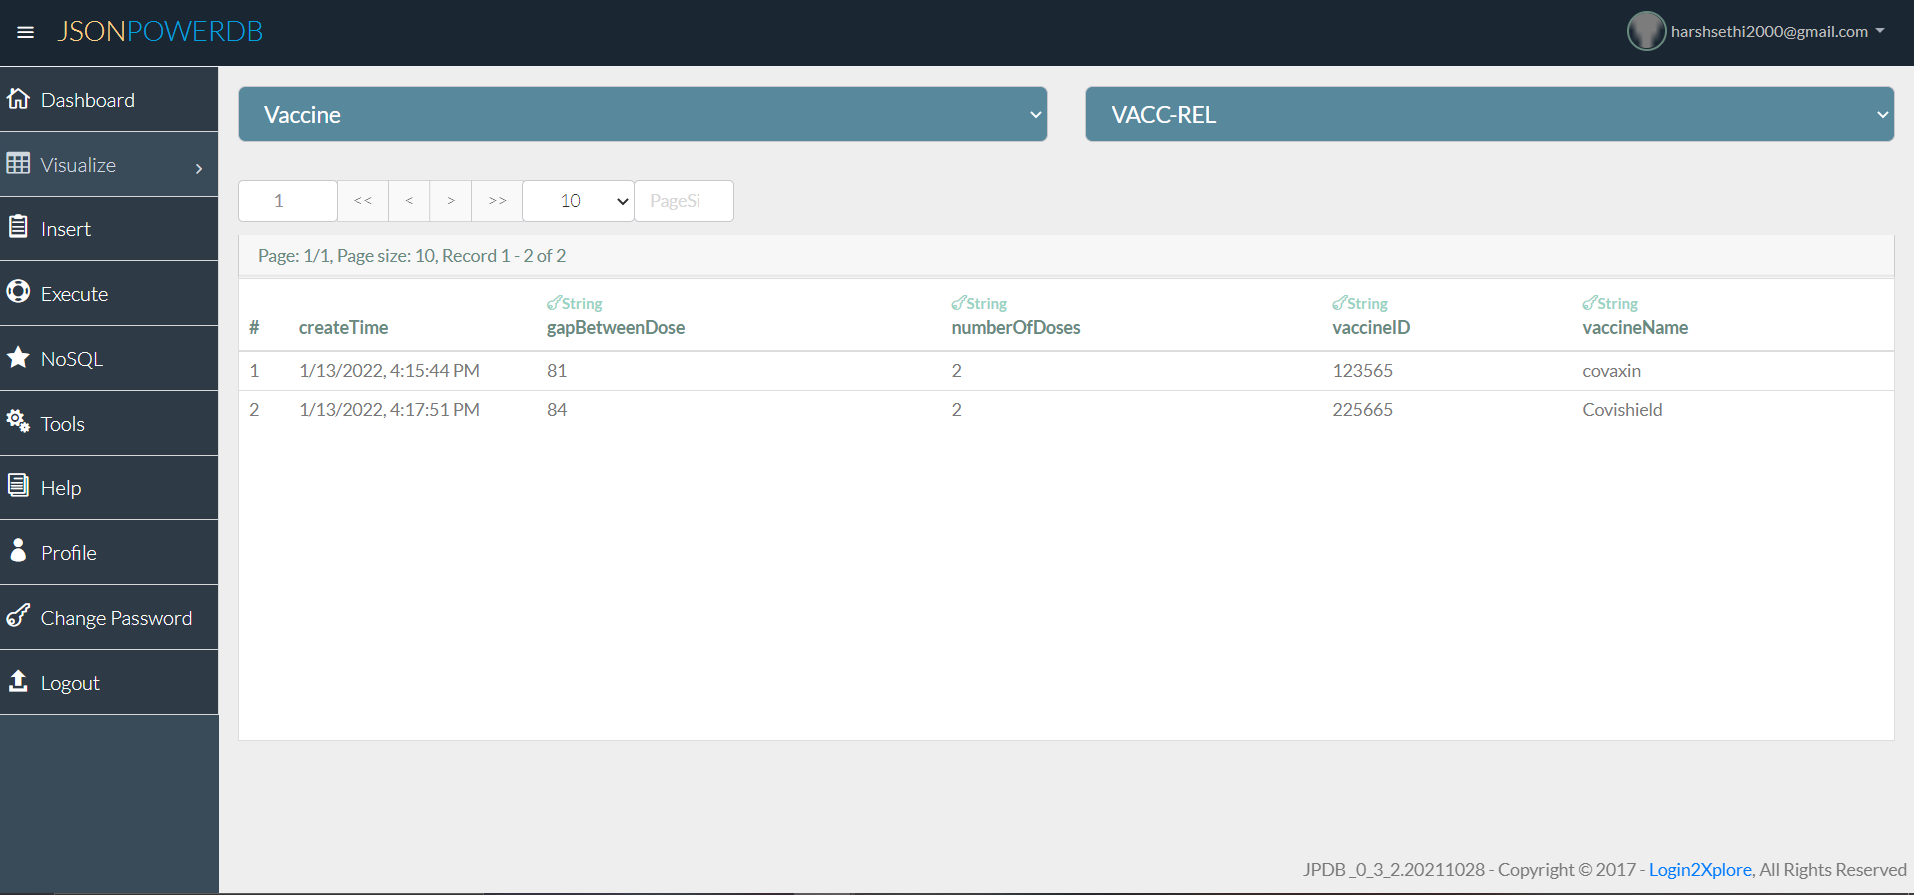 JSONPOWERDB
harshsethi2000@gmail.com
Dashboard
Visualize
Insert
Execute
NoSQL
Tools
Help
Profile
Change Password
Logout
Vaccine
VACC-REL
1 << < > >> 10 PageSi
Page: 1/1, Page size: 10, Record 1 - 2 of 2
String String String String
# createTime gapBetweenDose numberOfDoses vaccineID vaccineName
1 1/13/2022, 4:15:44 PM 81 2 123565 covaxin
2 1/13/2022, 4:17:51 PM 84 2 225665 Covishield
JPDB_0_3_2.20211028 - Copyright © 2017 - Login2Xplore, All Rights Reserved